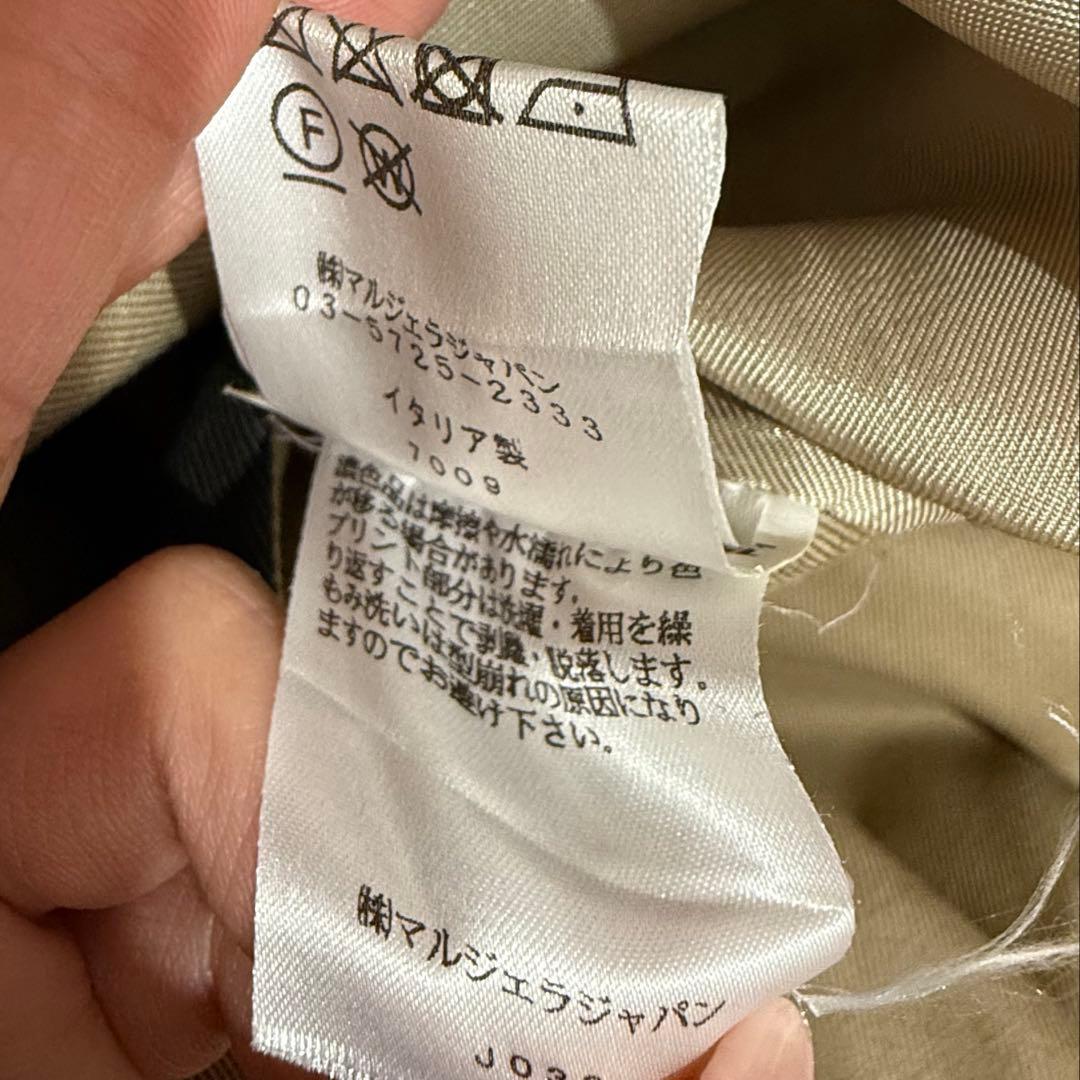 F
W
㈱マルジェラジャパン
03-5725-2333
イタリア製
7009
濃色品は摩擦や水濡れにより色
が移る場合があります。
プリント部分は洗濯・着用を繰
り返すことで剥離・脱落します。
もみ洗いは型崩れの原因になり
ますのでお避け下さい。
㈱マルジェラジャパン
J03